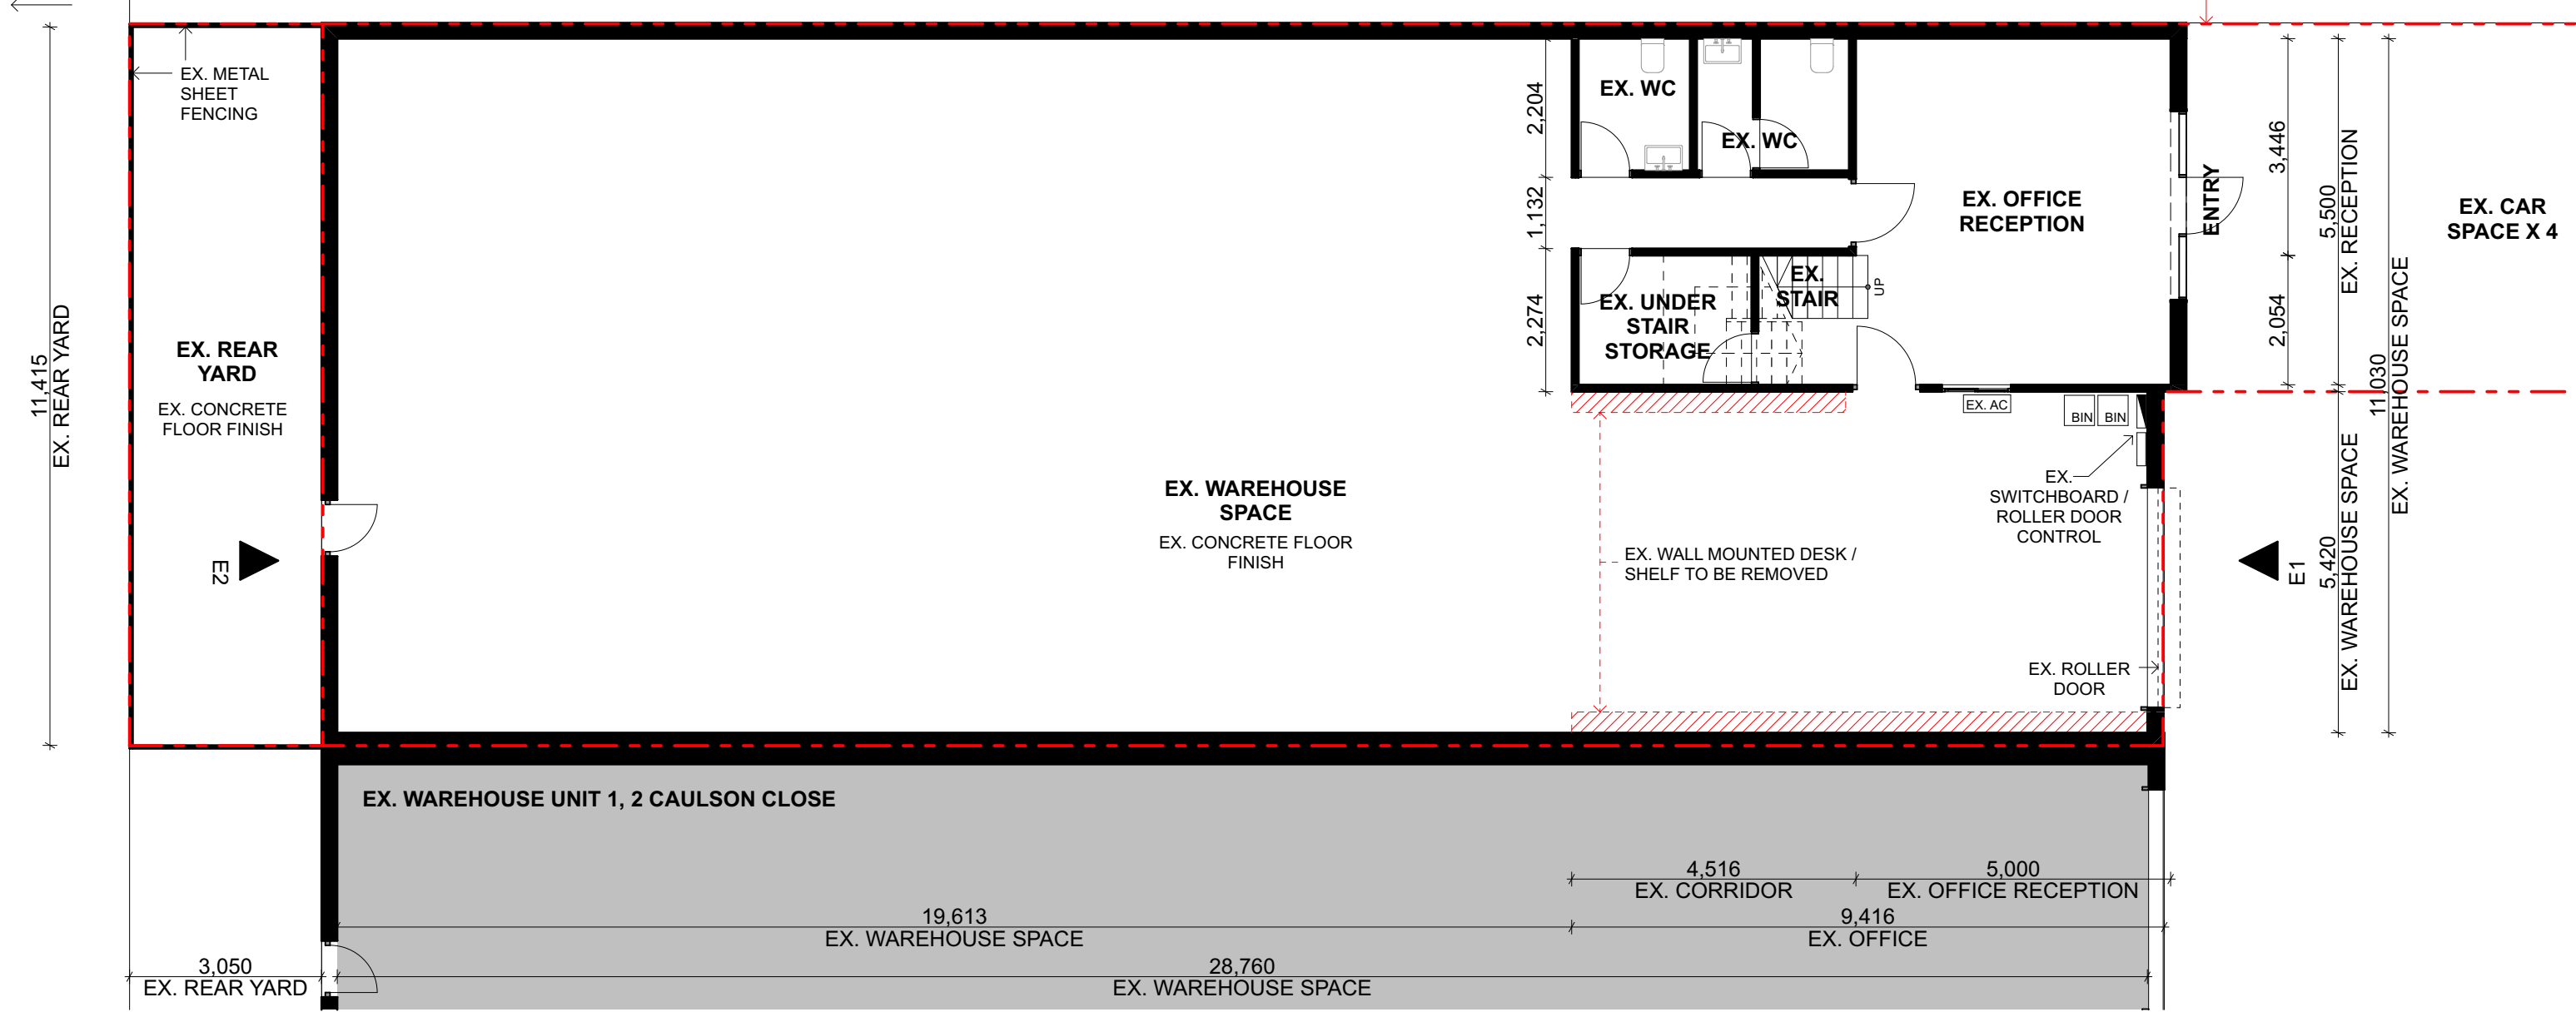 EX. METAL
SHEET
FENCING
11,415
EX. REAR YARD
EX. REAR
YARD
EX. CONCRETE
FLOOR FINISH
E2
EX. WAREHOUSE
SPACE
EX. CONCRETE FLOOR
FINISH
2,204
1,132
2,274
EX. WC
EX. WC
EX. UNDER
STAIR
STORAGE
EX.
STAIR
UP
EX. OFFICE
RECEPTION
ENTRY
3,446
2,054
5,500
EX. RECEPTION
11,030
EX. WAREHOUSE SPACE
5,420
EX. WAREHOUSE SPACE
EX. CAR
SPACE X 4
EX. AC
BIN
BIN
EX.
SWITCHBOARD /
ROLLER DOOR
CONTROL
EX. WALL MOUNTED DESK /
SHELF TO BE REMOVED
E1
EX. ROLLER
DOOR
EX. WAREHOUSE UNIT 1, 2 CAULSON CLOSE
4,516
EX. CORRIDOR
5,000
EX. OFFICE RECEPTION
19,613
EX. WAREHOUSE SPACE
9,416
EX. OFFICE
3,050
EX. REAR YARD
28,760
EX. WAREHOUSE SPACE